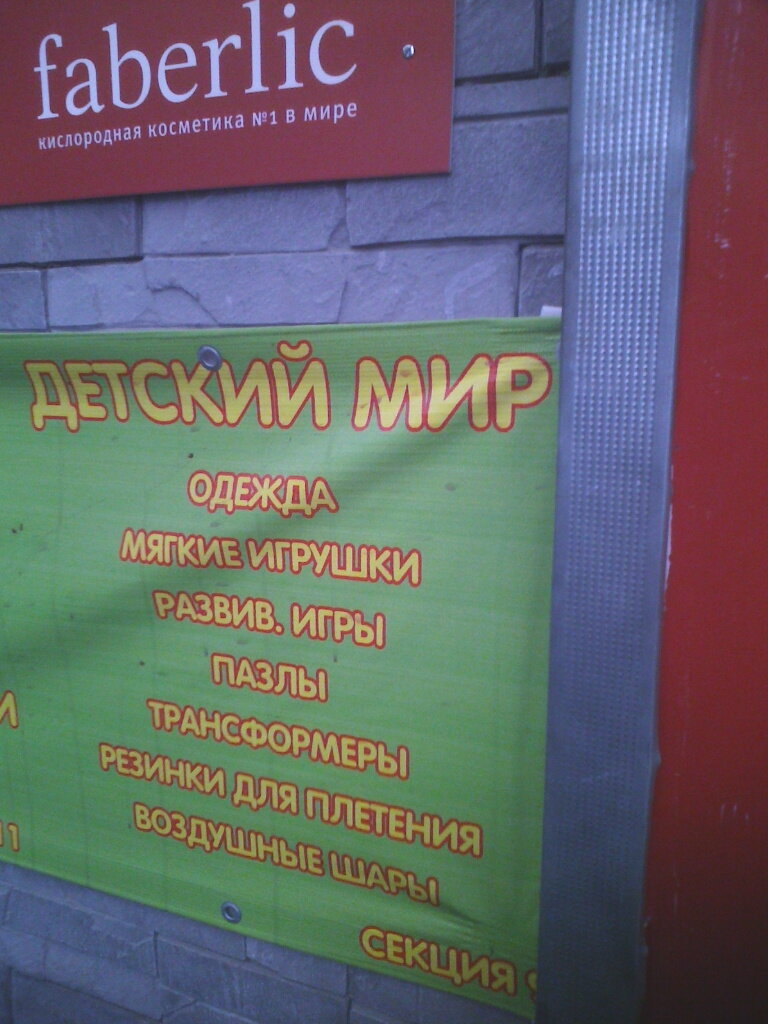 faberlic
кислородная косметика №1 в мире
ДЕТСКИЙ МИР
ОДЕЖДА
МЯГКИЕ ИГРУШКИ
РАЗВИВ. ИГРЫ
ПАЗЛЫ
ТРАНСФОРМЕРЫ
РЕЗИНКИ ДЛЯ ПЛЕТЕНИЯ
ВОЗДУШНЫЕ ШАРЫ
СЕКЦИЯ